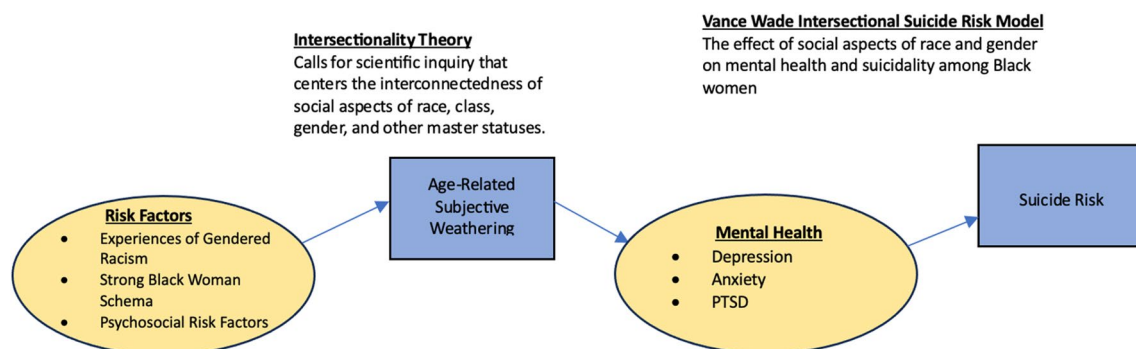 Vance Wade Intersectional Suicide Risk Model
The effect of social aspects of race and gender
on mental health and suicidality among Black
women
Intersectionality Theory
Calls for scientific inquiry that
centers the interconnectedness of
social aspects of race, class,
gender, and other master statuses.
Risk Factors
• Experiences of Gendered
Racism
• Strong Black Woman
Schema
• Psychosocial Risk Factors
Age-Related
Subjective
Weathering
Mental Health
• Depression
• Anxiety
• PTSD
Suicide Risk